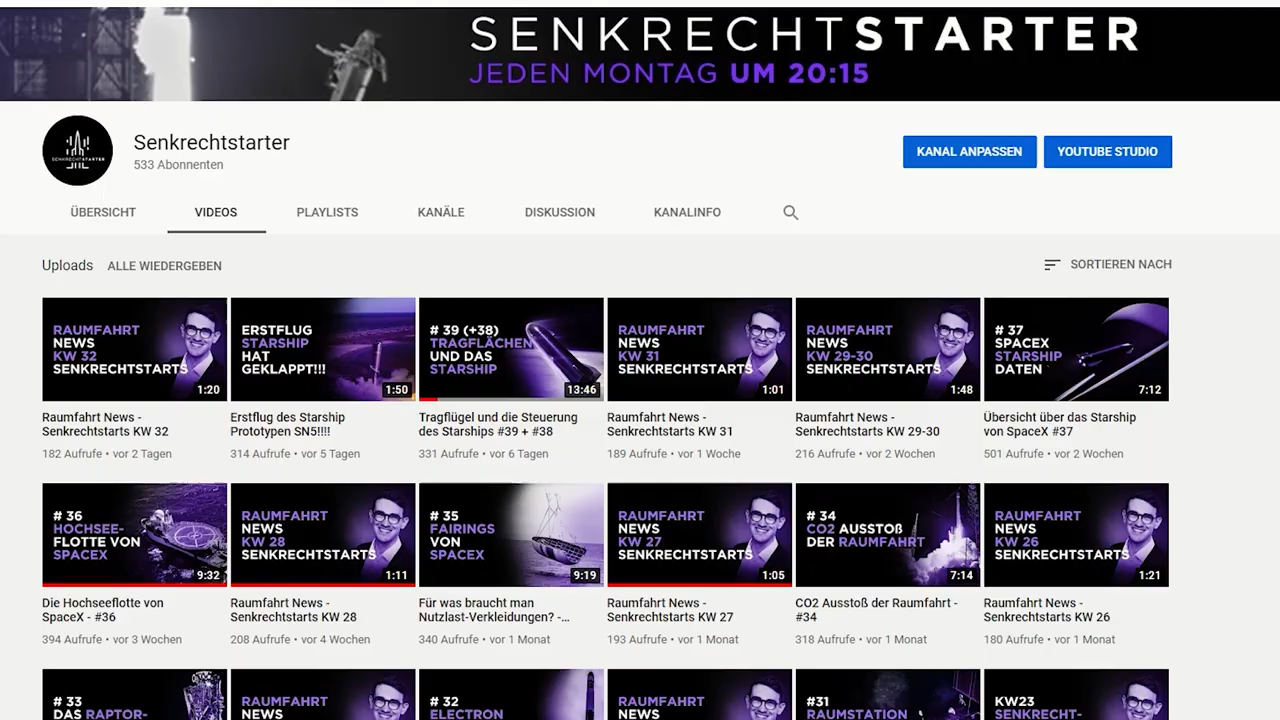 SENKRECHTSTARTER
JEDEN MONTAG UM 20:15
SENKRECHTSTARTER
Senkrechtstarter
533 Abonnenten
KANAL ANPASSEN
YOUTUBE STUDIO
ÜBERSICHT
VIDEOS
PLAYLISTS
KANÄLE
DISKUSSION
KANALINFO
Uploads
ALLE WIEDERGEBEN
SORTIEREN NACH
RAUMFAHRT
NEWS
KW 32
SENKRECHTSTARTS
1:20
ERSTFLUG
STARSHIP
HAT
GEKLAPPT!!!
1:50
# 39 (+38)
TRAGFLÄCHEN
UND DAS
STARSHIP
13:46
RAUMFAHRT
NEWS
KW 31
SENKRECHTSTARTS
1:01
RAUMFAHRT
NEWS
KW 29-30
SENKRECHTSTARTS
1:48
# 37
SPACEX
STARSHIP
DATEN
7:12
Raumfahrt News -
Senkrechtstarts KW 32
182 Aufrufe • vor 2 Tagen
Erstflug des Starship
Prototypen SN5!!!!
314 Aufrufe • vor 5 Tagen
Tragflügel und die Steuerung
des Starships #39 + #38
331 Aufrufe • vor 6 Tagen
Raumfahrt News -
Senkrechtstarts KW 31
189 Aufrufe • vor 1 Woche
Raumfahrt News -
Senkrechtstarts KW 29-30
216 Aufrufe • vor 2 Wochen
Übersicht über das Starship
von SpaceX #37
501 Aufrufe • vor 2 Wochen
# 36
HOCHSEE-
FLOTTE VON
SPACEX
9:32
RAUMFAHRT
NEWS
KW 28
SENKRECHTSTARTS
1:11
# 35
FAIRINGS
VON
SPACEX
9:19
RAUMFAHRT
NEWS
KW 27
SENKRECHTSTARTS
1:05
# 34
CO2 AUSSTOß
DER RAUMFAHRT
7:14
RAUMFAHRT
NEWS
KW 26
SENKRECHTSTARTS
1:21
Die Hochseeflotte von
SpaceX - #36
394 Aufrufe • vor 3 Wochen
Raumfahrt News -
Senkrechtstarts KW 28
208 Aufrufe • vor 4 Wochen
Für was braucht man
Nutzlast-Verkleidungen? -...
340 Aufrufe • vor 1 Monat
Raumfahrt News -
Senkrechtstarts KW 27
193 Aufrufe • vor 1 Monat
CO2 Ausstoß der Raumfahrt -
#34
318 Aufrufe • vor 1 Monat
Raumfahrt News -
Senkrechtstarts KW 26
180 Aufrufe • vor 1 Monat
# 33
DAS RAPTOR-
RAUMFAHRT
NEWS
# 32
ELECTRON
RAUMFAHRT
NEWS
#31
RAUMSTATION
KW23
SENKRECHT-